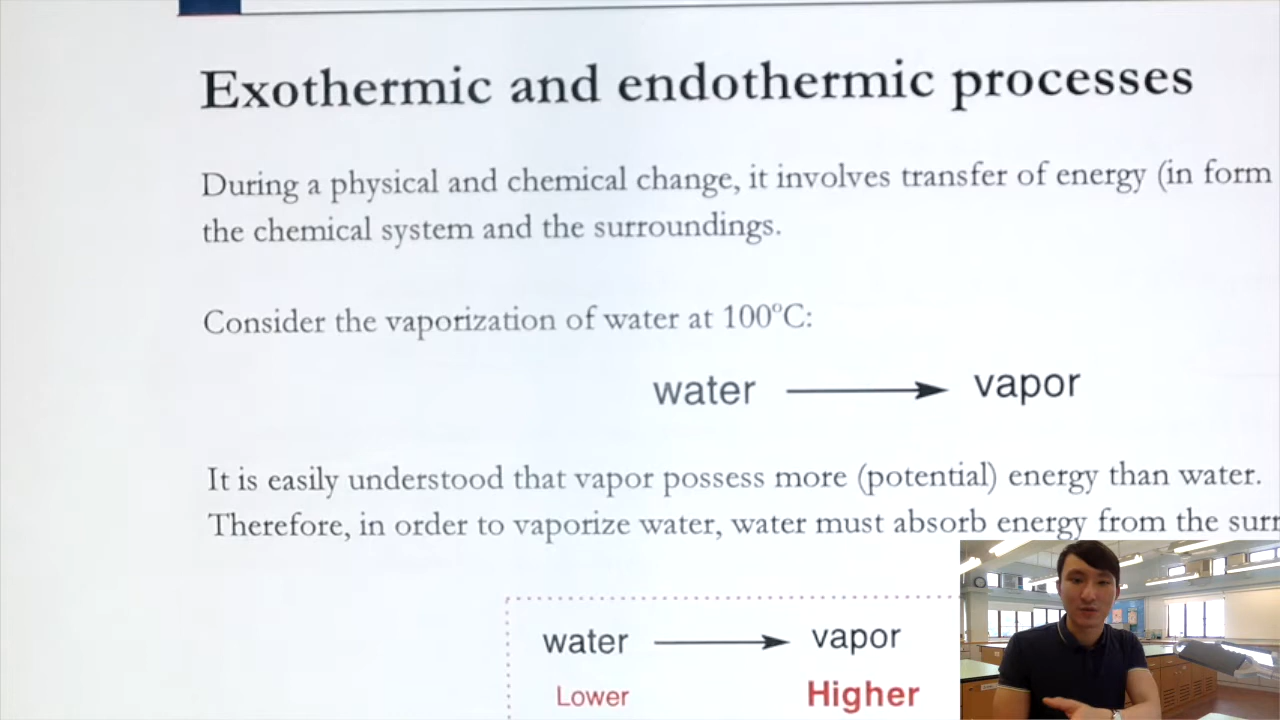 Exothermic and endothermic processes
During a physical and chemical change, it involves transfer of energy (in form
the chemical system and the surroundings.
Consider the vaporization of water at 100°C:
water vapor
It is easily understood that vapor possess more (potential) energy than water.
Therefore, in order to vaporize water, water must absorb energy from the
water vapor
Lower Higher